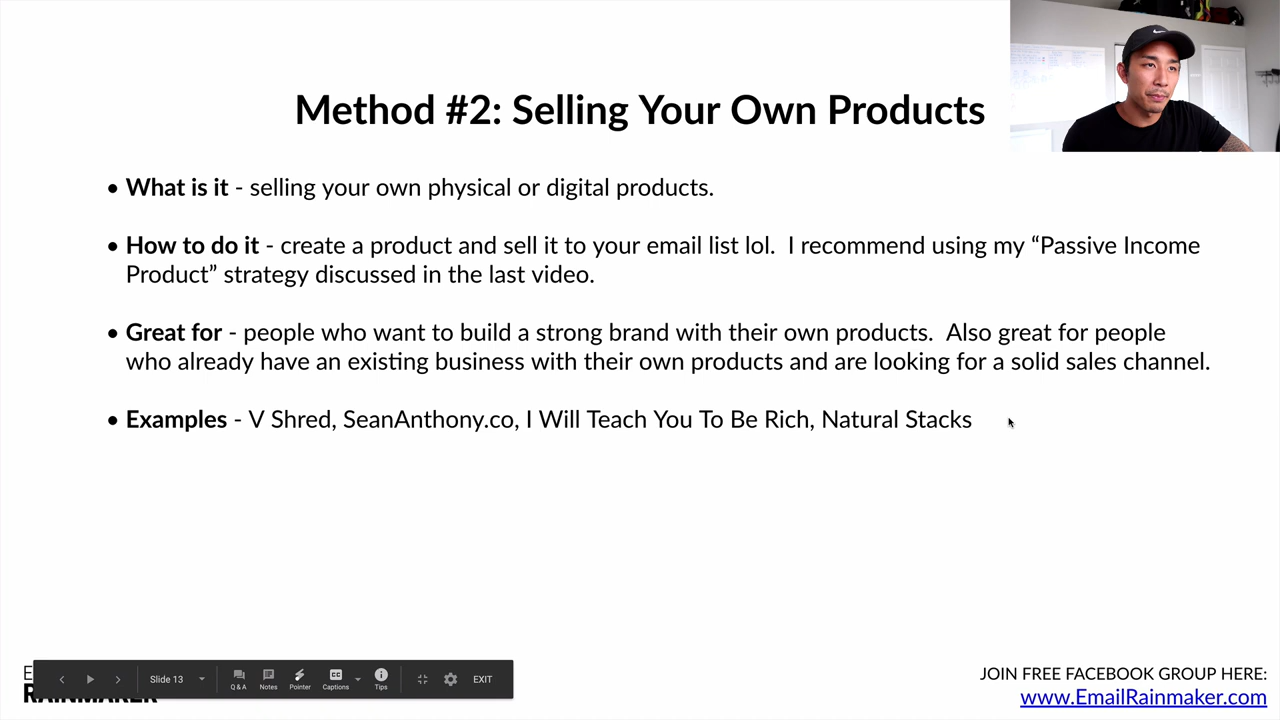 Method #2: Selling Your Own Products
• What is it - selling your own physical or digital products.
• How to do it - create a product and sell it to your email list lol.  I recommend using my “Passive Income
Product” strategy discussed in the last video.
• Great for - people who want to build a strong brand with their own products.  Also great for people
who already have an existing business with their own products and are looking for a solid sales channel.
• Examples - V Shred, SeanAnthony.co, I Will Teach You To Be Rich, Natural Stacks
JOIN FREE FACEBOOK GROUP HERE:
www.EmailRainmaker.com
RAINMAKER
Slide 13
Q & A
Notes
Pointer
CC
Captions
Tips
EXIT